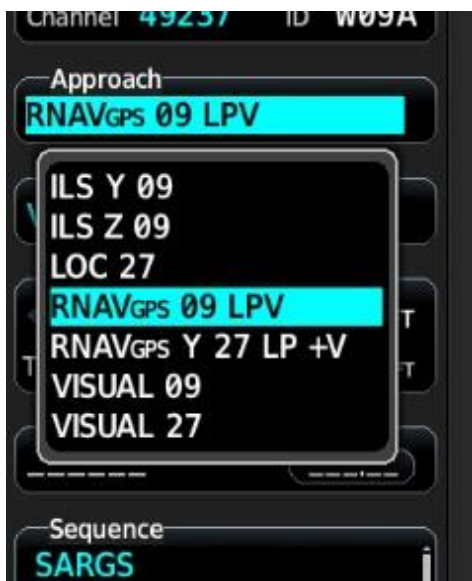 Channel 49237 ID W09A
Approach
RNAVGPS 09 LPV
ILS Y 09
ILS Z 09
LOC 27
RNAVGPS 09 LPV
RNAVGPS Y 27 LP +V
VISUAL 09
VISUAL 27
Sequence
SARGS